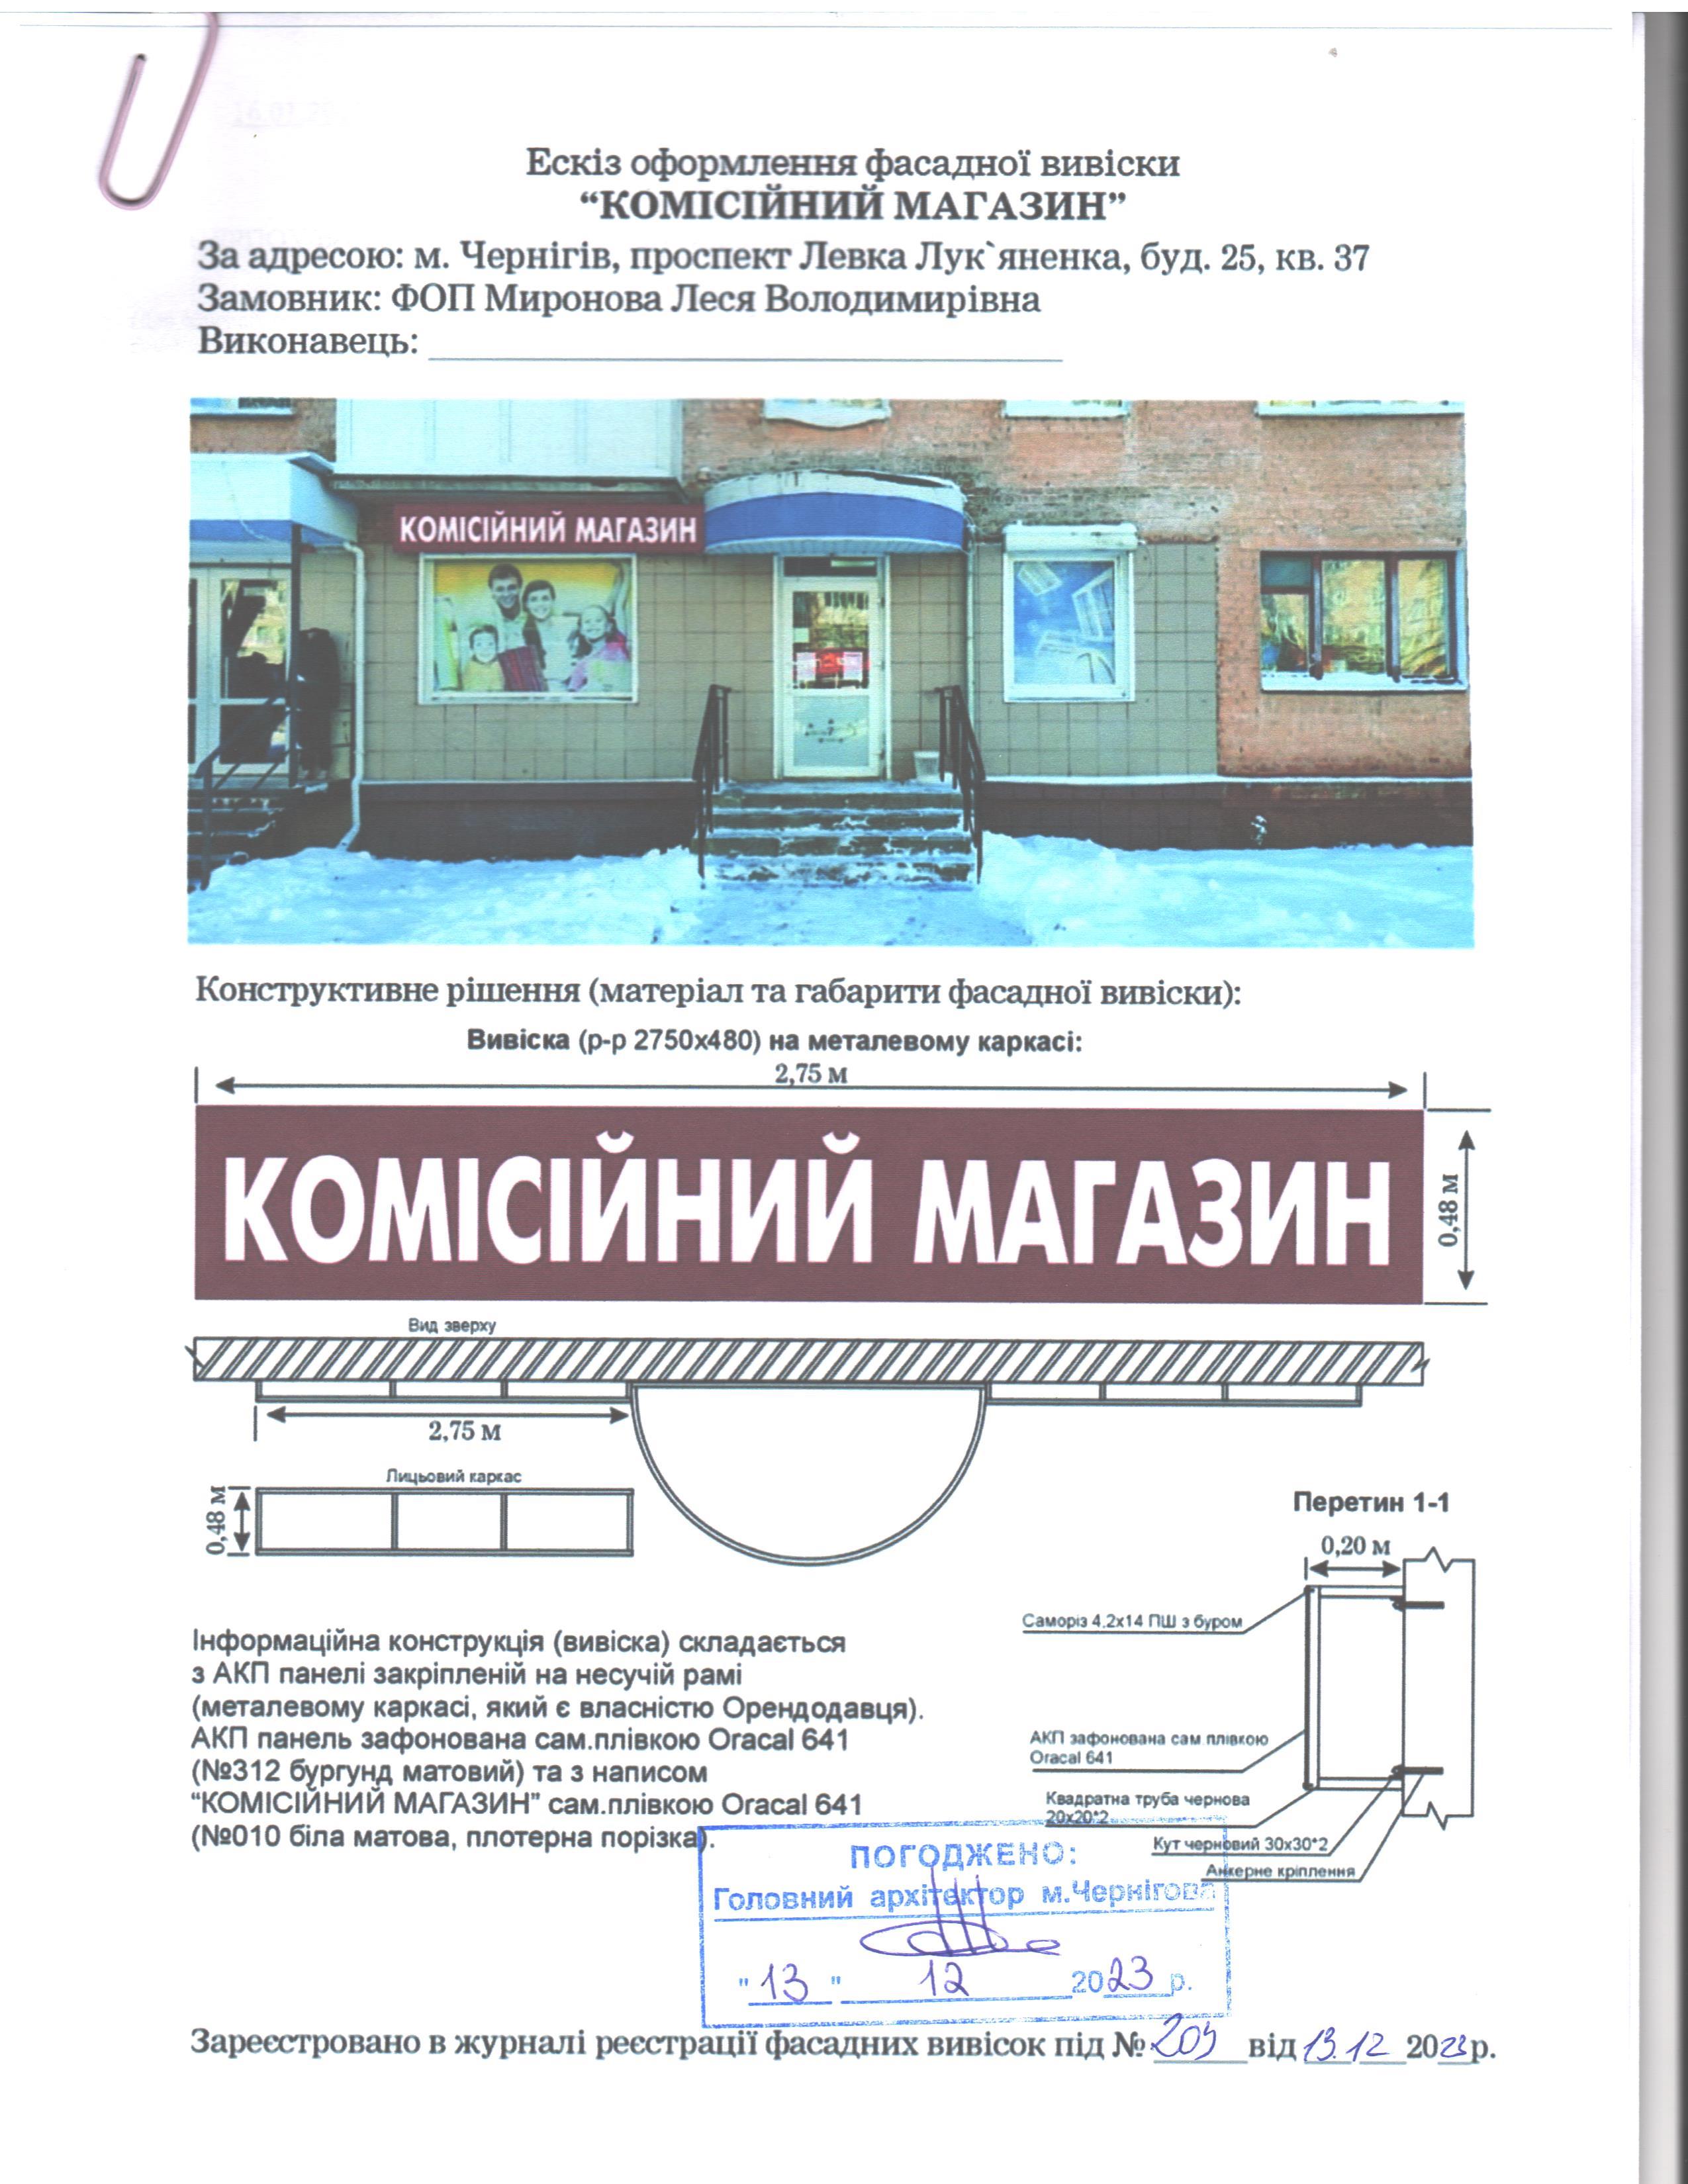 Ескіз оформлення фасадної вивіски
“КОМІСІЙНИЙ МАГАЗИН”
За адресою: м. Чернігів, проспект Левка Лук`яненка, буд. 25, кв. 37
Замовник: ФОП Миронова Леся Володимирівна
Виконавець:
КОМІСІЙНИЙ МАГАЗИН
Конструктивне рішення (матеріал та габарити фасадної вивіски):
Вивіска (р-р 2750х480) на металевому каркасі:
2,75 м
КОМІСІЙНИЙ МАГАЗИН
0,48 м
Вид зверху
2,75 м
Лицьовий каркас
0,48 м
Перетин 1-1
0,20 м
Саморіз 4,2х14 ПШ з буром
АКП зафонована сам плівкою
Oracal 641
Квадратна труба чернова
20х20*2
Кут черновий 30х30*2
Анкерне кріплення
Інформаційна конструкція (вивіска) складається
з АКП панелі закріпленій на несучій рамі
(металевому каркасі, який є власністю Орендодавця).
АКП панель зафонована сам.плівкою Oracal 641
(№312 бургунд матовий) та з написом
“КОМІСІЙНИЙ МАГАЗИН” сам.плівкою Oracal 641
(№010 біла матова, плотерна порізка).
ПОГОДЖЕНО:
Головний архітектор м.Чернігова
"13" 12 2023 р.
Зареєстровано в журналі реєстрації фасадних вивісок під № 209 від 13.12 2023 р.